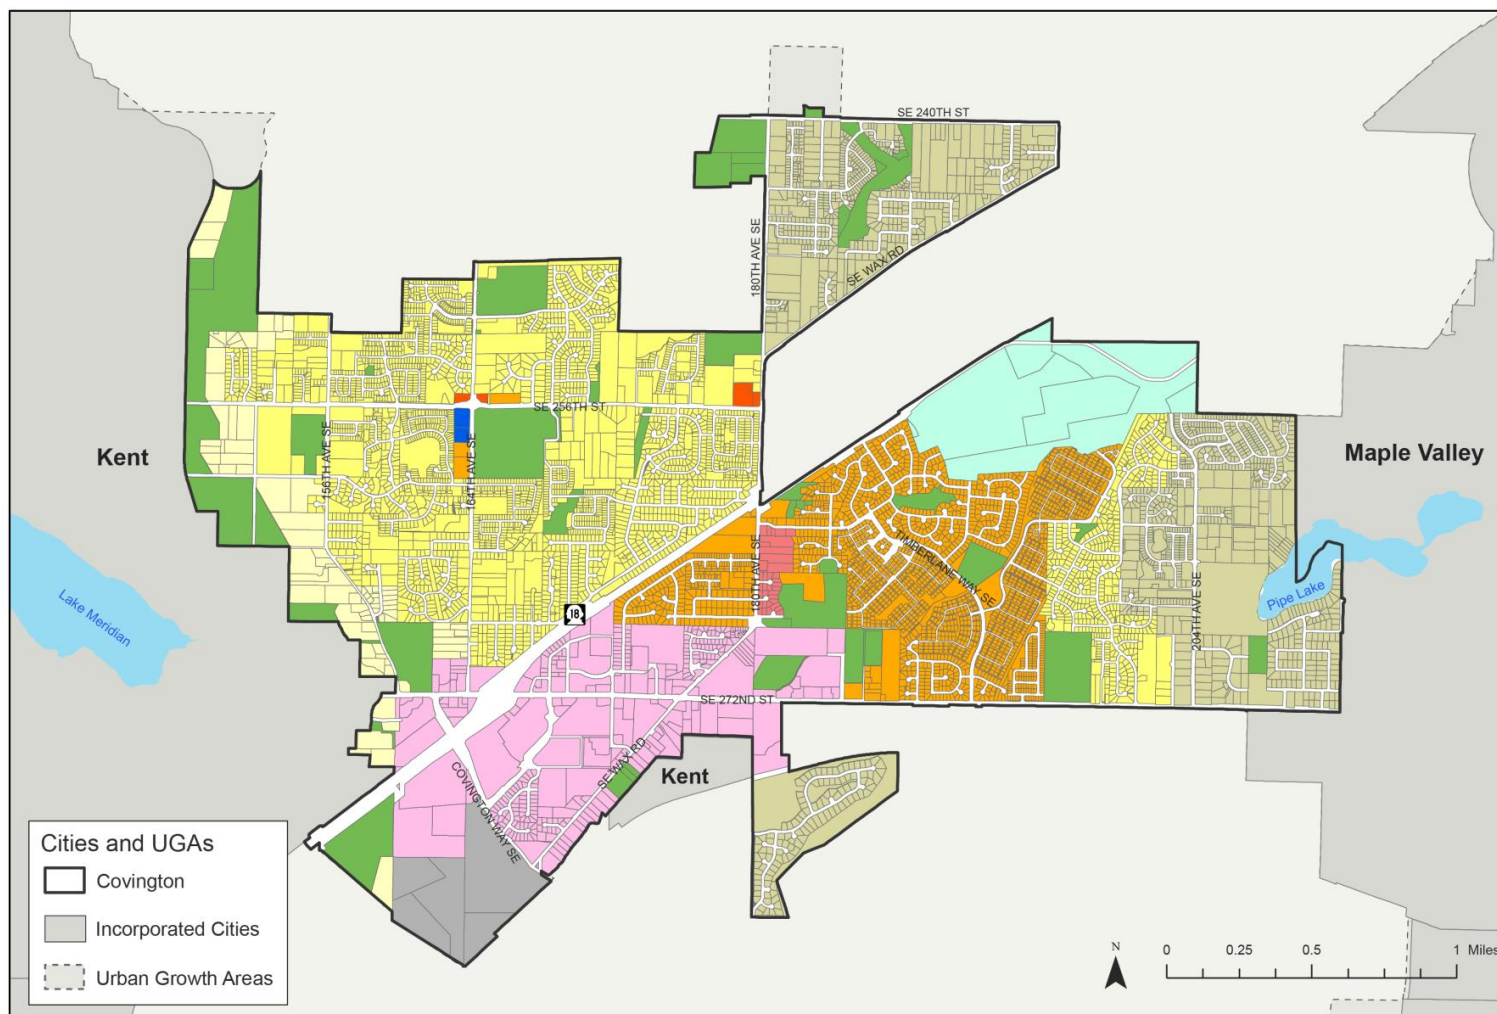 SE 240TH ST
180TH AVE SE
SE WAX RD
SE 256TH ST
Kent
156TH AVE SE
164TH AVE SE
Maple Valley
TIMBERLANE WAY SE
180TH AVE SE
204TH AVE SE
Pipe Lake
Lake Meridian
18
SE 272ND ST
SE WAX RD
Kent
COVINGTON WAY SE
Cities and UGAs
Covington
Incorporated Cities
Urban Growth Areas
N
0 0.25 0.5 1 Miles